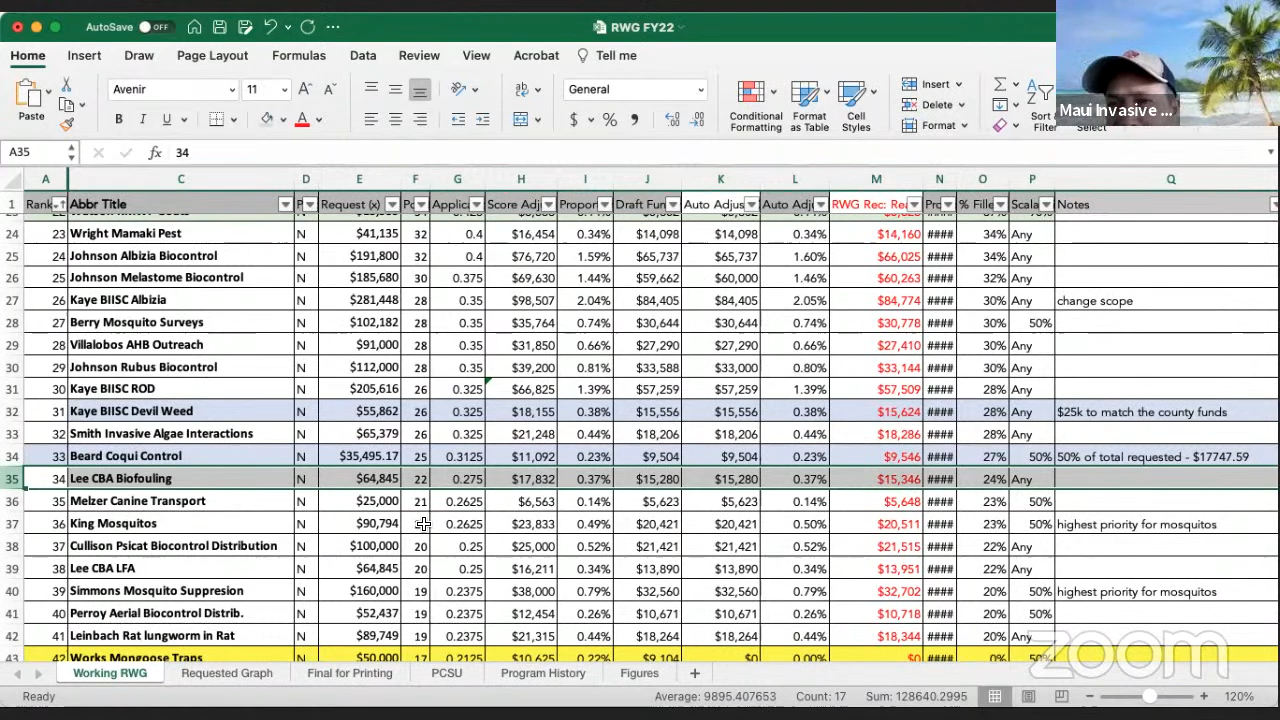 AutoSave OFF RWG FY22
Home Insert Draw Page Layout Formulas Data Review View Acrobat Tell me
Maui Invasive ...
Paste Avenir 11 General Conditional Formatting Format as Table Cell Styles Insert Delete Format Sort & Filter Select
A35 fx 34
A C D E F G H I J K L M N O P Q
1 Rank Abbr Title P Request (x) Po Applica Score Adj Propor Draft Fun Auto Adjus Auto Adj RWG Rec: Re Pro % Fille Scala Notes
24 23 Wright Mamaki Pest N $41,135 32 0.4 $16,454 0.34% $14,098 $14,098 0.34% $14,160 #### 34% Any
25 24 Johnson Albizia Biocontrol N $191,800 32 0.4 $76,720 1.59% $65,737 $65,737 1.60% $66,025 #### 34% Any
26 25 Johnson Melastome Biocontrol N $185,680 30 0.375 $69,630 1.44% $59,662 $60,000 1.46% $60,263 #### 32% Any
27 26 Kaye BIISC Albizia N $281,448 28 0.35 $98,507 2.04% $84,405 $84,405 2.05% $84,774 #### 30% Any change scope
28 27 Berry Mosquito Surveys N $102,182 28 0.35 $35,764 0.74% $30,644 $30,644 0.74% $30,778 #### 30% 50%
29 28 Villalobos AHB Outreach N $91,000 28 0.35 $31,850 0.66% $27,290 $27,290 0.66% $27,410 #### 30% Any
30 29 Johnson Rubus Biocontrol N $112,000 28 0.35 $39,200 0.81% $33,588 $33,000 0.80% $33,144 #### 30% Any
31 30 Kaye BIISC ROD N $205,616 26 0.325 $66,825 1.39% $57,259 $57,259 1.39% $57,509 #### 28% Any
32 31 Kaye BIISC Devil Weed N $55,862 26 0.325 $18,155 0.38% $15,556 $15,556 0.38% $15,624 #### 28% Any $25k to match the county funds
33 32 Smith Invasive Algae Interactions N $65,379 26 0.325 $21,248 0.44% $18,206 $18,206 0.44% $18,286 #### 28% Any
34 33 Beard Coqui Control N $35,495.17 25 0.3125 $11,092 0.23% $9,504 $9,504 0.23% $9,546 #### 27% 50% 50% of total requested - $17747.59
35 34 Lee CBA Biofouling N $64,845 22 0.275 $17,832 0.37% $15,280 $15,280 0.37% $15,346 #### 24% Any
36 35 Melzer Canine Transport N $25,000 21 0.2625 $6,563 0.14% $5,623 $5,623 0.14% $5,648 #### 23% 50%
37 36 King Mosquitos N $90,794 0.2625 $23,833 0.49% $20,421 $20,421 0.50% $20,511 #### 23% 50% highest priority for mosquitos
38 37 Cullison Psicat Biocontrol Distribution N $100,000 20 0.25 $25,000 0.52% $21,421 $21,421 0.52% $21,515 #### 22% Any
39 38 Lee CBA LFA N $64,845 20 0.25 $16,211 0.34% $13,890 $13,890 0.34% $13,951 #### 22% Any
40 39 Simmons Mosquito Suppresion N $160,000 19 0.2375 $38,000 0.79% $32,560 $32,560 0.79% $32,702 #### 20% 50% highest priority for mosquitos
41 40 Perroy Aerial Biocontrol Distrib. N $52,437 19 0.2375 $12,454 0.26% $10,671 $10,671 0.26% $10,718 #### 20% 50%
42 41 Leinbach Rat lungworm in Rat N $89,749 19 0.2375 $21,315 0.44% $18,264 $18,264 0.44% $18,344 #### 20% Any
43 42 Works Mongoose Traps N $50,000 17 0.2125 $10,625 0.22% $9,104 $0 0.00% $0 #### 0% 50%
zoom
Working RWG Requested Graph Final for Printing PCSU Program History Figures +
Ready Average: 9895.407653 Count: 17 Sum: 128640.2995 120%